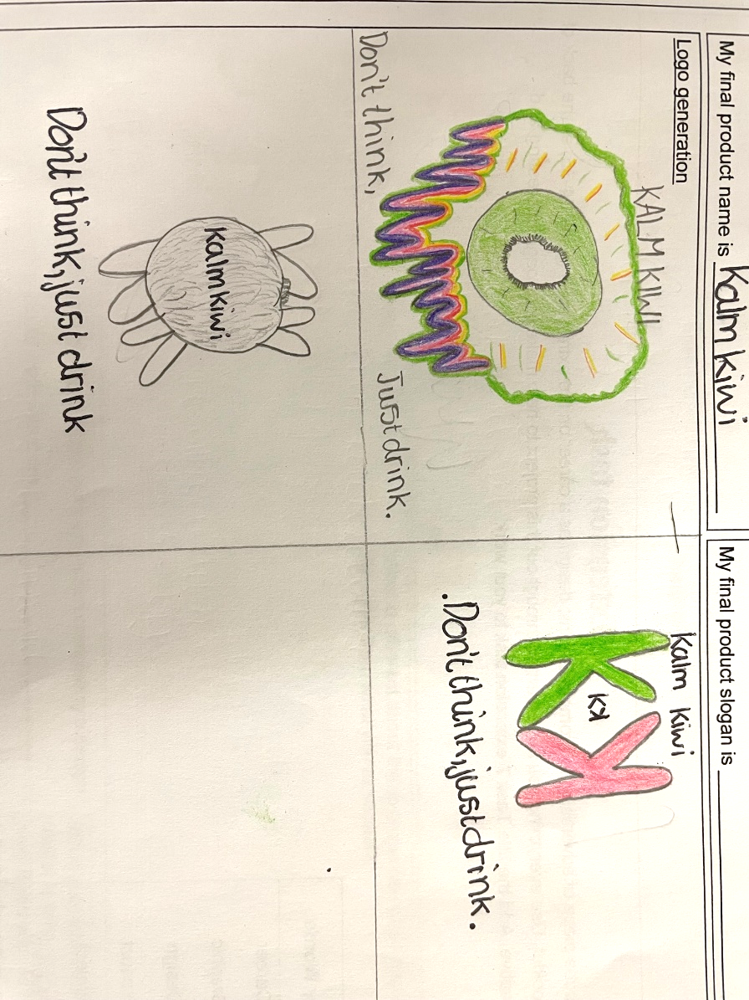 My final product name is Kalm kiwi
My final product slogan is
Logo generation
KALM KIWI
Don't think,
Just drink.
Kalm kiwi
KK
.Don't think, just drink.
Kalm Kiwi
Don't think, just drink